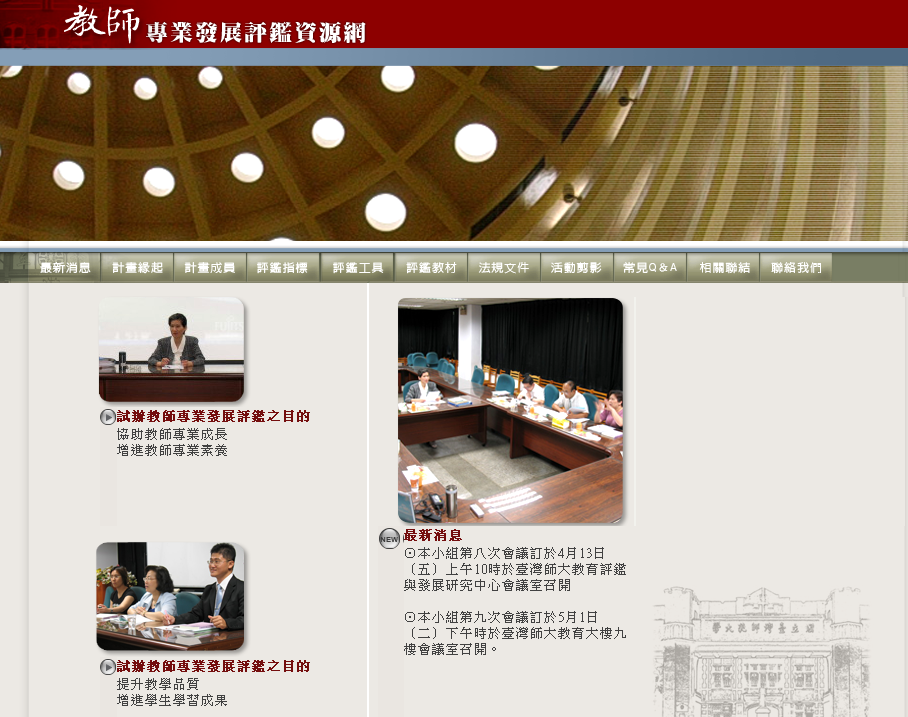 教師專業發展評鑑資源網
最新消息 計畫緣起 計畫成員 評鑑指標 評鑑工具 評鑑教材 法規文件 活動剪影 常見Q&A 相關聯結 聯絡我們
試辦教師專業發展評鑑之目的
協助教師專業成長
增進教師專業素養
試辦教師專業發展評鑑之目的
提升教學品質
增進學生學習成果
NEW 最新消息
⊙本小組第八次會議訂於4月13日
〔五〕上午10時於臺灣師大教育評鑑
與發展研究中心會議室召開
⊙本小組第九次會議訂於5月1日
〔二〕下午時於臺灣師大教育大樓九
樓會議室召開。
學大範師灣臺立國